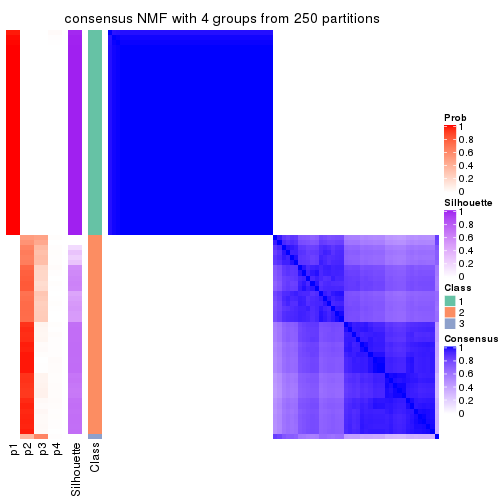 consensus NMF with 4 groups from 250 partitions
Prob
1
0.8
0.6
0.4
0.2
0
Silhouette
1
0.8
0.6
0.4
0.2
0
Class
1
2
3
Consensus
1
0.8
0.6
0.4
0.2
0
p1
p2
p3
p4
Silhouette
Class